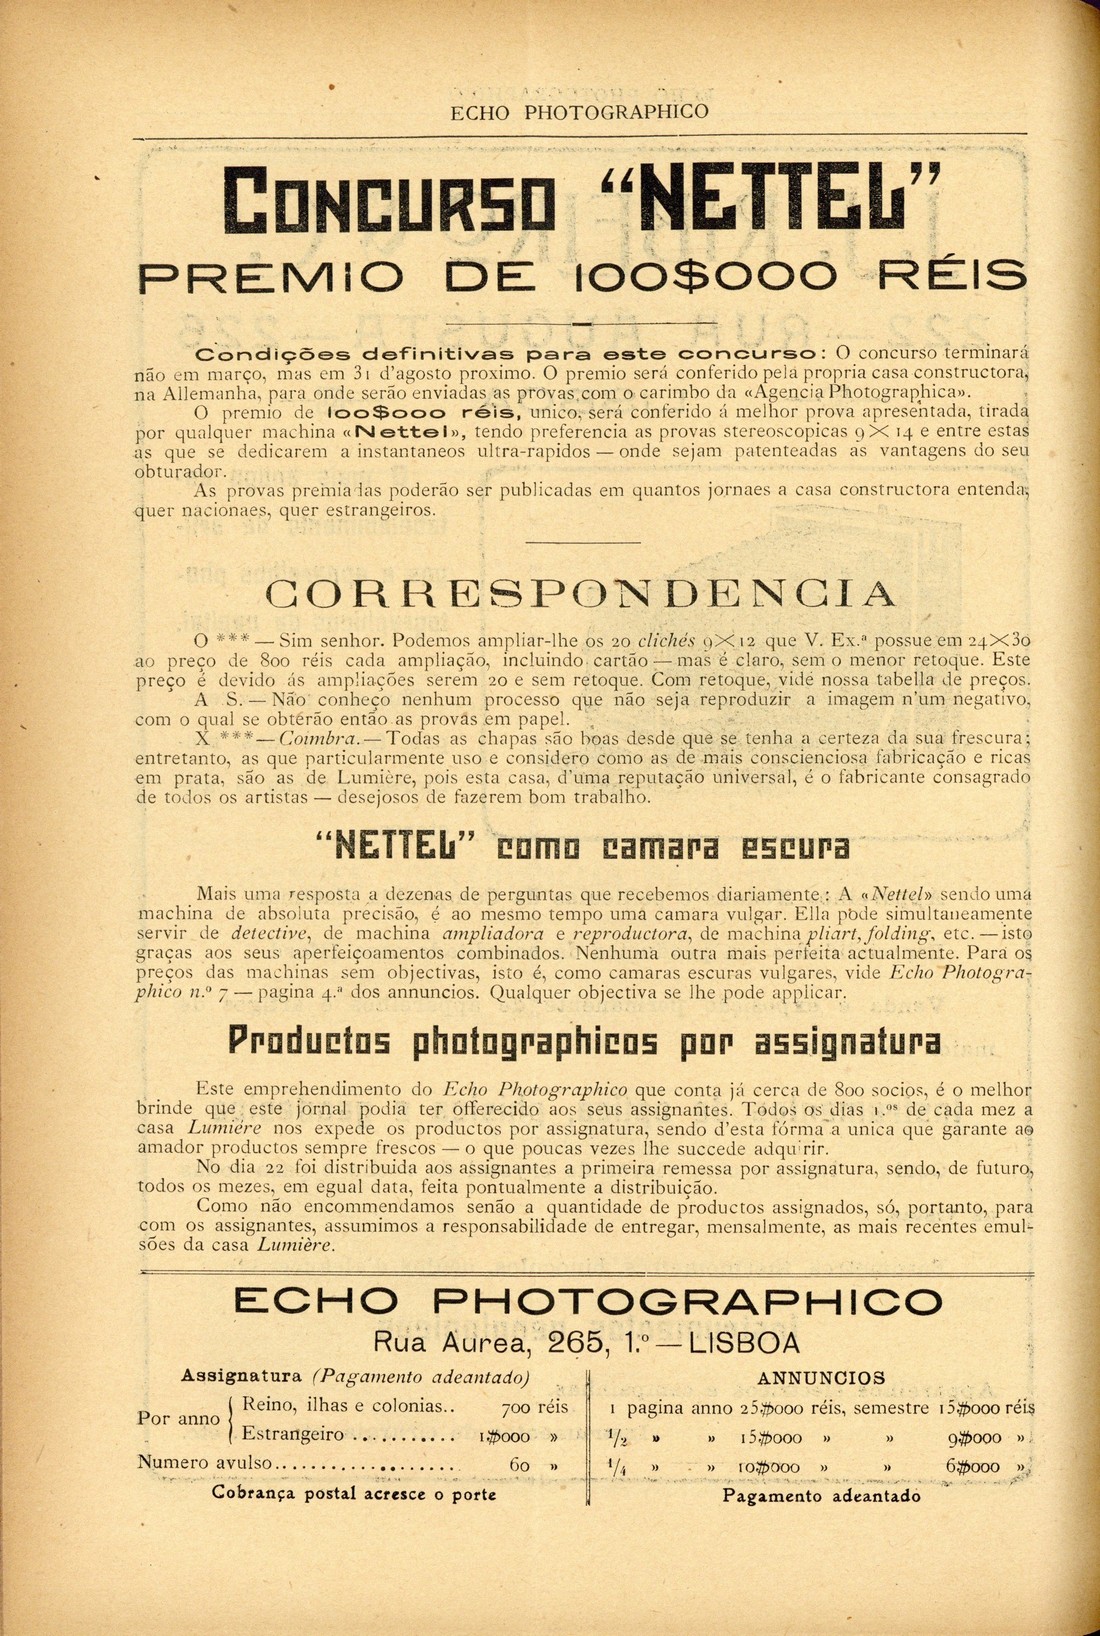 ECHO PHOTOGRAPHICO
CONCURSO “NETTEL”
PREMIO DE 100$000 RÉIS
Condições definitivas para este concurso: O concurso terminará
não em março, mas em 31 d'agosto proximo. O premio será conferido pela propria casa constructora,
na Allemanha, para onde serão enviadas as provas com o carimbo da «Agencia Photographica».
O premio de 100$000 réis, unico, será conferido á melhor prova apresentada, tirada
por qualquer machina «Nettel», tendo preferencia as provas stereoscopicas 9×14 e entre estas
as que se dedicarem a instantaneos ultra-rapidos — onde sejam patenteadas as vantagens do seu
obturador.
As provas premiadas poderão ser publicadas em quantos jornaes a casa constructora entenda,
quer nacionaes, quer estrangeiros.
CORRESPONDENCIA
O *** — Sim senhor. Podemos ampliar-lhe os 20 clichés 9×12 que V. Ex.ª possue em 24×30
ao preço de 800 réis cada ampliação, incluindo cartão — mas é claro, sem o menor retoque. Este
preço é devido ás ampliações serem 20 e sem retoque. Com retoque, vide nossa tabella de preços.
A S. — Não conheço nenhum processo que não seja reproduzir a imagem n'um negativo,
com o qual se obterão então as provas em papel.
X *** — Coimbra. — Todas as chapas são boas desde que se tenha a certeza da sua frescura;
entretanto, as que particularmente uso e considero como as de mais conscienciosa fabricação e ricas
em prata, são as de Lumière, pois esta casa, d'uma reputação universal, é o fabricante consagrado
de todos os artistas — desejosos de fazerem bom trabalho.
“NETTEL” como camara escura
Mais uma resposta a dezenas de perguntas que recebemos diariamente: A «Nettel» sendo uma
machina de absoluta precisão, é ao mesmo tempo uma camara vulgar. Ella pode simultaneamente
servir de detective, de machina ampliadora e reproductora, de machina pliart, folding, etc. — isto
graças aos seus aperfeiçoamentos combinados. Nenhuma outra mais perfeita actualmente. Para os
preços das machinas sem objectivas, isto é, como camaras escuras vulgares, vide Echo Photogra-
phico n.º 7 — pagina 4.ª dos annuncios. Qualquer objectiva se lhe pode applicar.
Productos photographicos por assignatura
Este emprehendimento do Echo Photographico que conta já cerca de 800 socios, é o melhor
brinde que este jornal podia ter offerecido aos seus assignantes. Todos os dias 1.ºs de cada mez a
casa Lumiére nos expede os productos por assignatura, sendo d'esta fórma a unica que garante ao
amador productos sempre frescos — o que poucas vezes lhe succede adquirir.
No dia 22 foi distribuida aos assignantes a primeira remessa por assignatura, sendo, de futuro,
todos os mezes, em egual data, feita pontualmente a distribuição.
Como não encommendamos senão a quantidade de productos assignados, só, portanto, para
com os assignantes, assumimos a responsabilidade de entregar, mensalmente, as mais recentes emul-
sões da casa Lumière.
ECHO PHOTOGRAPHICO
Rua Aurea, 265, 1.º — LISBOA
Assignatura (Pagamento adeantado)
Por anno
Reino, ilhas e colonias.. 700 réis
Estrangeiro ........... 1$000 »
Numero avulso.................... 60 »
Cobrança postal acresce o porte
ANNUNCIOS
1 pagina anno 25$000 réis, semestre 15$000 réis
1/2 » » 15$000 » » 9$000 »
1/4 » » 10$000 » » 6$000 »
Pagamento adeantado